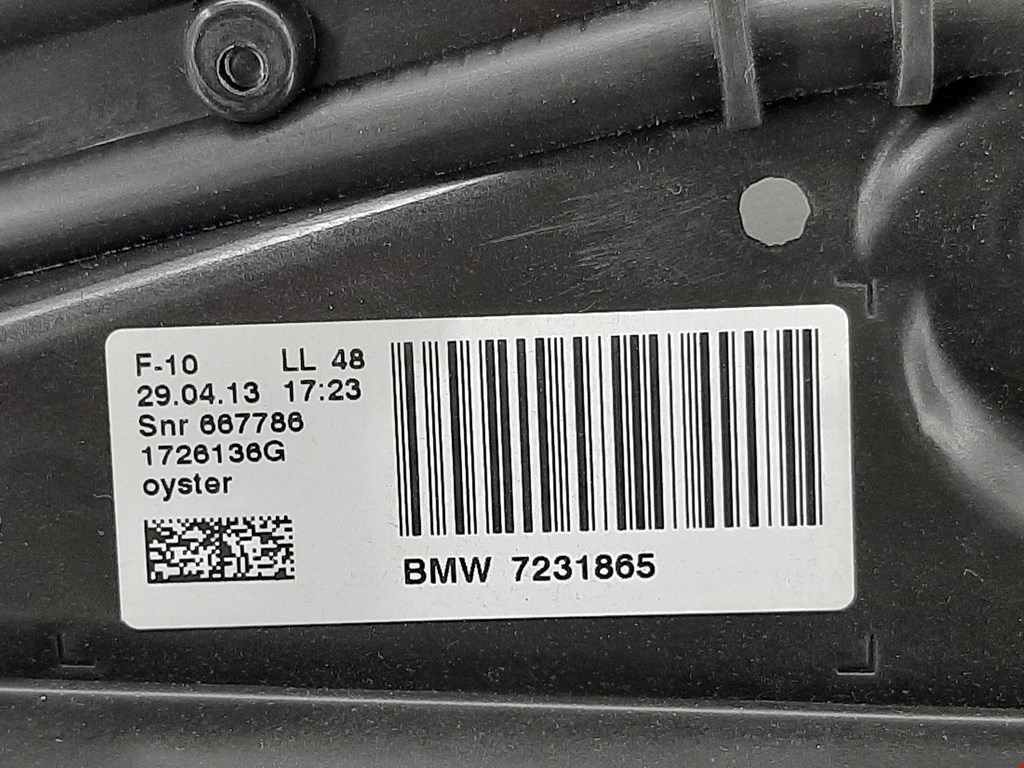 F-10 LL 48
29.04.13 17:23
Snr 667786
1726136G
oyster
BMW 7231865